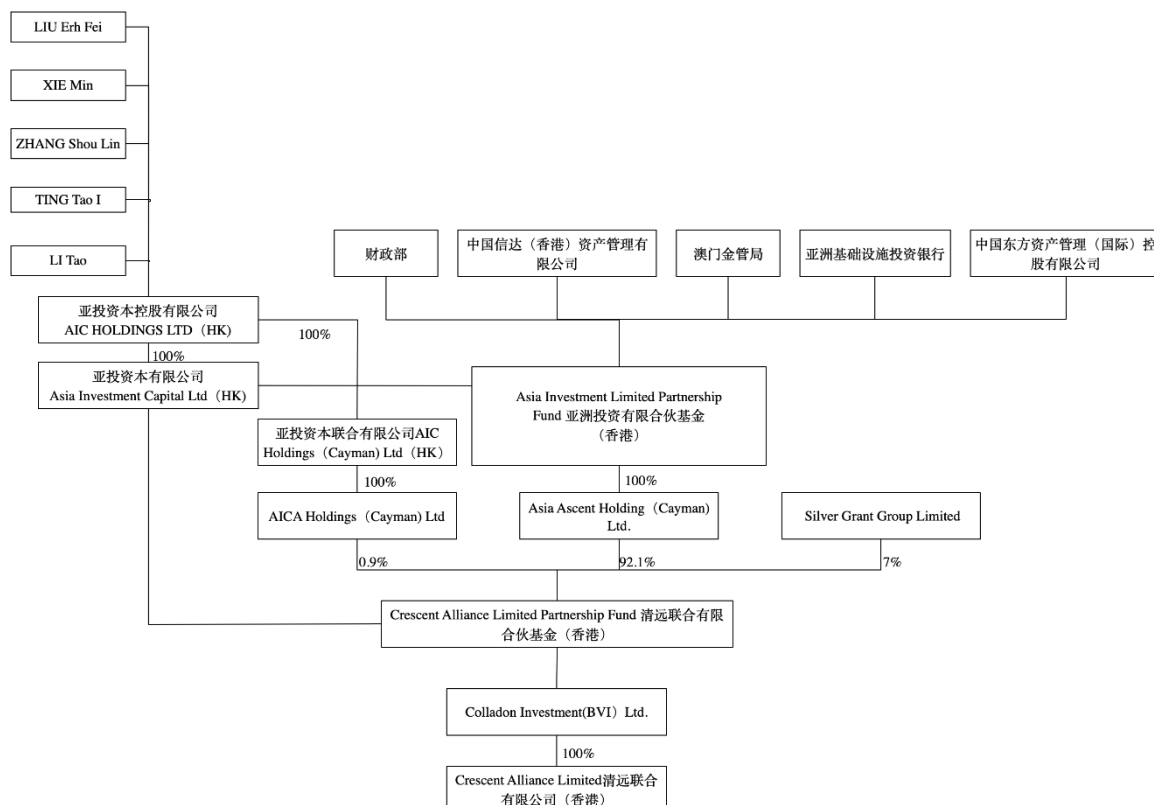 LIU Erh Fei
XIE Min
ZHANG Shou Lin
TING Tao I
LI Tao
财政部
中国信达（香港）资产管理有
限公司
澳门金管局
亚洲基础设施投资银行
中国东方资产管理（国际）控
股有限公司
亚投资本控股有限公司
AIC HOLDINGS LTD（HK)
100%
100%
亚投资本有限公司
Asia Investment Capital Ltd（HK)
Asia Investment Limited Partnership
Fund 亚洲投资有限合伙基金
（香港）
亚投资本联合有限公司AIC
Holdings（Cayman) Ltd（HK）
100%
100%
AICA Holdings（Cayman) Ltd
Asia Ascent Holding（Cayman)
Ltd.
Silver Grant Group Limited
0.9%
92.1%
7%
Crescent Alliance Limited Partnership Fund 清远联合有限
合伙基金（香港）
Colladon Investment(BVI）Ltd.
100%
Crescent Alliance Limited清远联合
有限公司（香港）